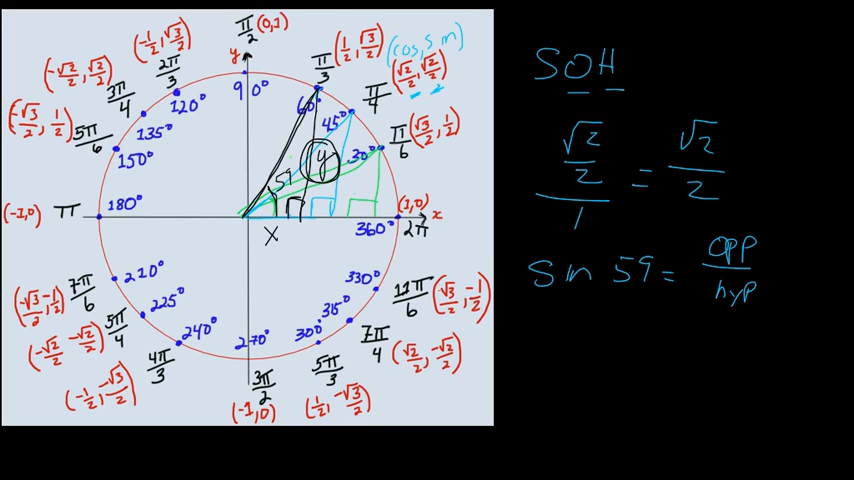 π/2 (0,1)
y
(-1/2, √3/2)
2π/3
120°
(-√2/2, √2/2)
3π/4
135°
(-√3/2, 1/2)
5π/6
150°
90°
π/3
(1/2, √3/2)
(cos, sin)
60°
π/4
(√2/2, √2/2)
45°
π/6
(√3/2, 1/2)
30°
59
y
(-1,0)
π
180°
x
360°
(1,0)
x
2π
210°
7π/6
(-√3/2, -1/2)
225°
5π/4
(-√2/2, -√2/2)
240°
4π/3
(-1/2, -√3/2)
270°
3π/2
(-1,0)
300°
5π/3
(1/2, -√3/2)
315°
7π/4
(√2/2, -√2/2)
330°
11π/6
(√3/2, -1/2)
SOH
√2/2 / 1 = √2/2
sin 59 = opp/hyp